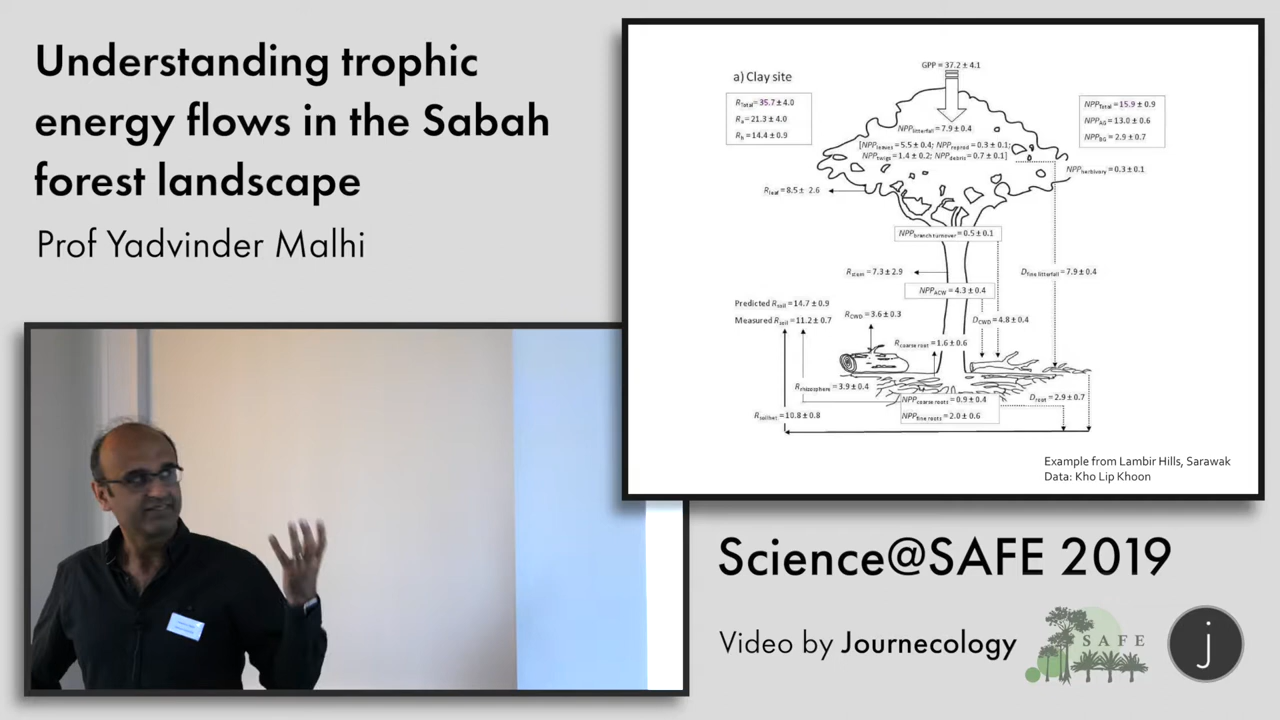 Understanding trophic
energy flows in the Sabah
forest landscape
Prof Yadvinder Malhi
a) Clay site
GPP = 37.2 ± 4.1
R_Total = 35.7 ± 4.0
R_a = 21.3 ± 4.0
R_h = 14.4 ± 0.9
NPP_Total = 15.9 ± 0.9
NPP_AG = 13.0 ± 0.6
NPP_BG = 2.9 ± 0.7
NPP_litterfall = 7.9 ± 0.4
[NPP_leaves = 5.5 ± 0.4; NPP_reprod = 0.3 ± 0.1;
NPP_twigs = 1.4 ± 0.2; NPP_debris = 0.7 ± 0.1]
NPP_herbivory = 0.3 ± 0.1
R_leaf = 8.5 ± 2.6
NPP_branch turnover = 0.5 ± 0.1
R_stem = 7.3 ± 2.9
D_fine litterfall = 7.9 ± 0.4
NPP_ACW = 4.3 ± 0.4
Predicted R_soil = 14.7 ± 0.9
Measured R_soil = 11.2 ± 0.7
R_CWD = 3.6 ± 0.3
D_CWD = 4.8 ± 0.4
R_coarse root = 1.6 ± 0.6
R_rhizosphere = 3.9 ± 0.4
NPP_coarse roots = 0.9 ± 0.4
D_root = 2.9 ± 0.7
R_soilhet = 10.8 ± 0.8
NPP_fine roots = 2.0 ± 0.6
Example from Lambir Hills, Sarawak
Data: Kho Lip Khoon
Science@SAFE 2019
Video by Journecology
SAFE
j